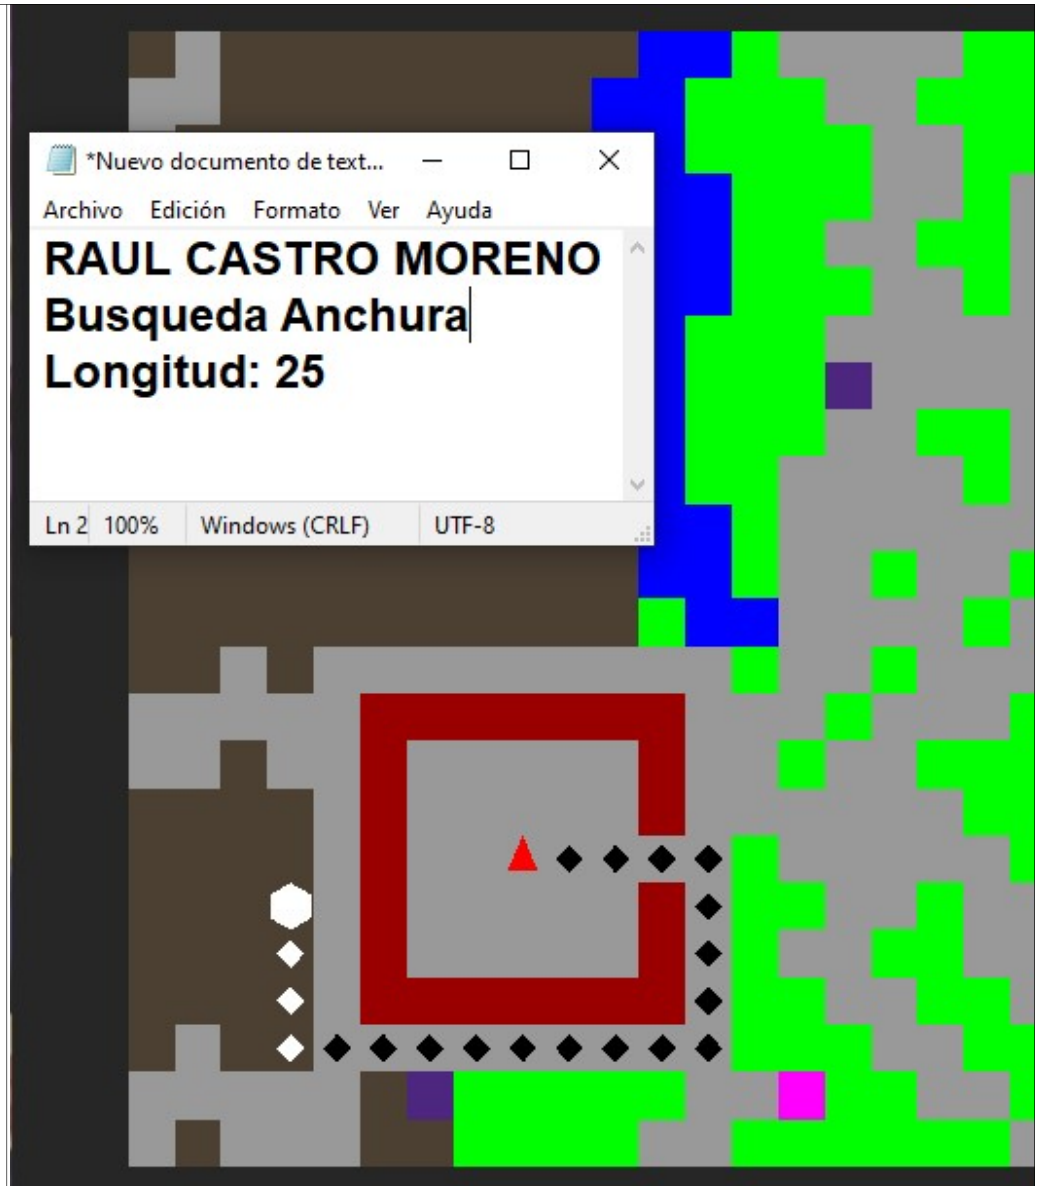 *Nuevo documento de text...
Archivo Edición Formato Ver Ayuda
RAUL CASTRO MORENO
Busqueda Anchura
Longitud: 25
Ln 2 100% Windows (CRLF) UTF-8